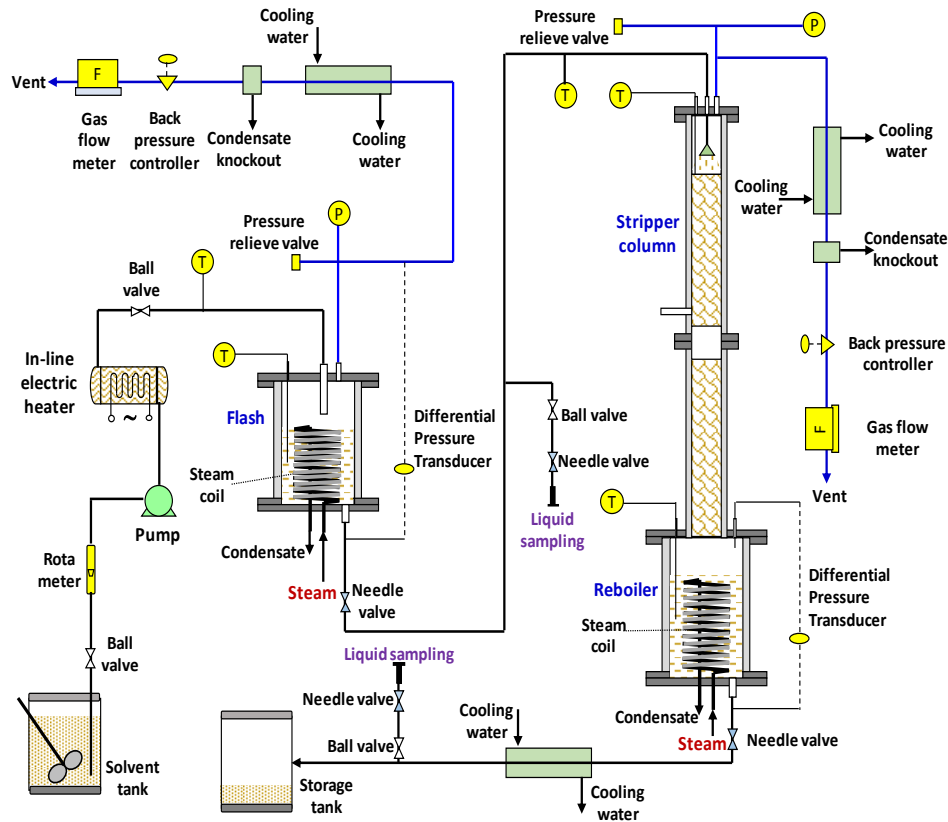 Cooling
water
Vent
F
Gas
flow
meter
Back
pressure
controller
Condensate
knockout
Cooling
water
Pressure
relieve valve
P
T
T
Cooling
water
Cooling
water
Condensate
knockout
Stripper
column
Back pressure
controller
F
Gas flow
meter
Vent
P
Pressure
relieve valve
T
Ball
valve
In-line
electric
heater
~
T
Flash
Steam
coil
Differential
Pressure
Transducer
Condensate
Steam
Needle
valve
Pump
Rota
meter
Ball
valve
Solvent
tank
Ball valve
Needle valve
Liquid
sampling
T
Reboiler
Steam
coil
Differential
Pressure
Transducer
Condensate
Steam
Needle valve
Liquid sampling
Needle valve
Ball valve
Cooling
water
Cooling
water
Storage
tank